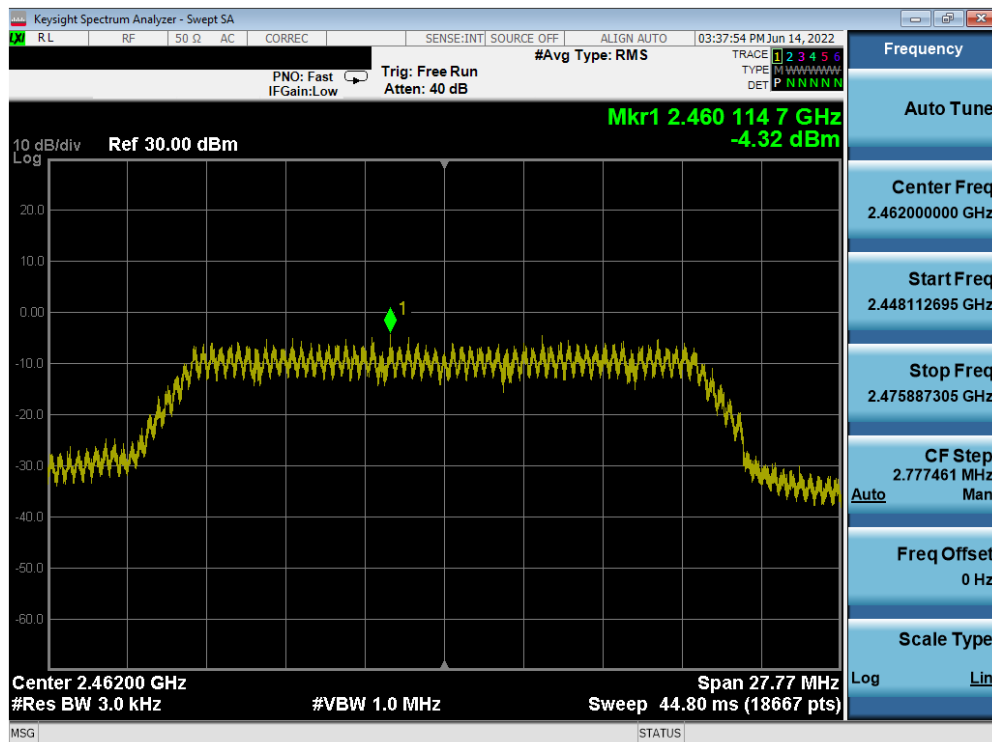 Keysight Spectrum Analyzer - Swept SA
LXI RL RF 50 Ω AC CORREC SENSE:INT SOURCE OFF ALIGN AUTO 03:37:54 PM Jun 14, 2022
#Avg Type: RMS TRACE 1 2 3 4 5 6
PNO: Fast Trig: Free Run TYPE M WWWWW
IFGain:Low Atten: 40 dB DET P N N N N N
Mkr1 2.460 114 7 GHz
-4.32 dBm
10 dB/div Ref 30.00 dBm
Log
20.0
10.0
0.00
1
-10.0
-20.0
-30.0
-40.0
-50.0
-60.0
Center 2.46200 GHz Span 27.77 MHz
#Res BW 3.0 kHz #VBW 1.0 MHz Sweep 44.80 ms (18667 pts)
MSG STATUS
Frequency
Auto Tune
Center Freq
2.462000000 GHz
Start Freq
2.448112695 GHz
Stop Freq
2.475887305 GHz
CF Step
2.777461 MHz
Auto Man
Freq Offset
0 Hz
Scale Type
Log Lin